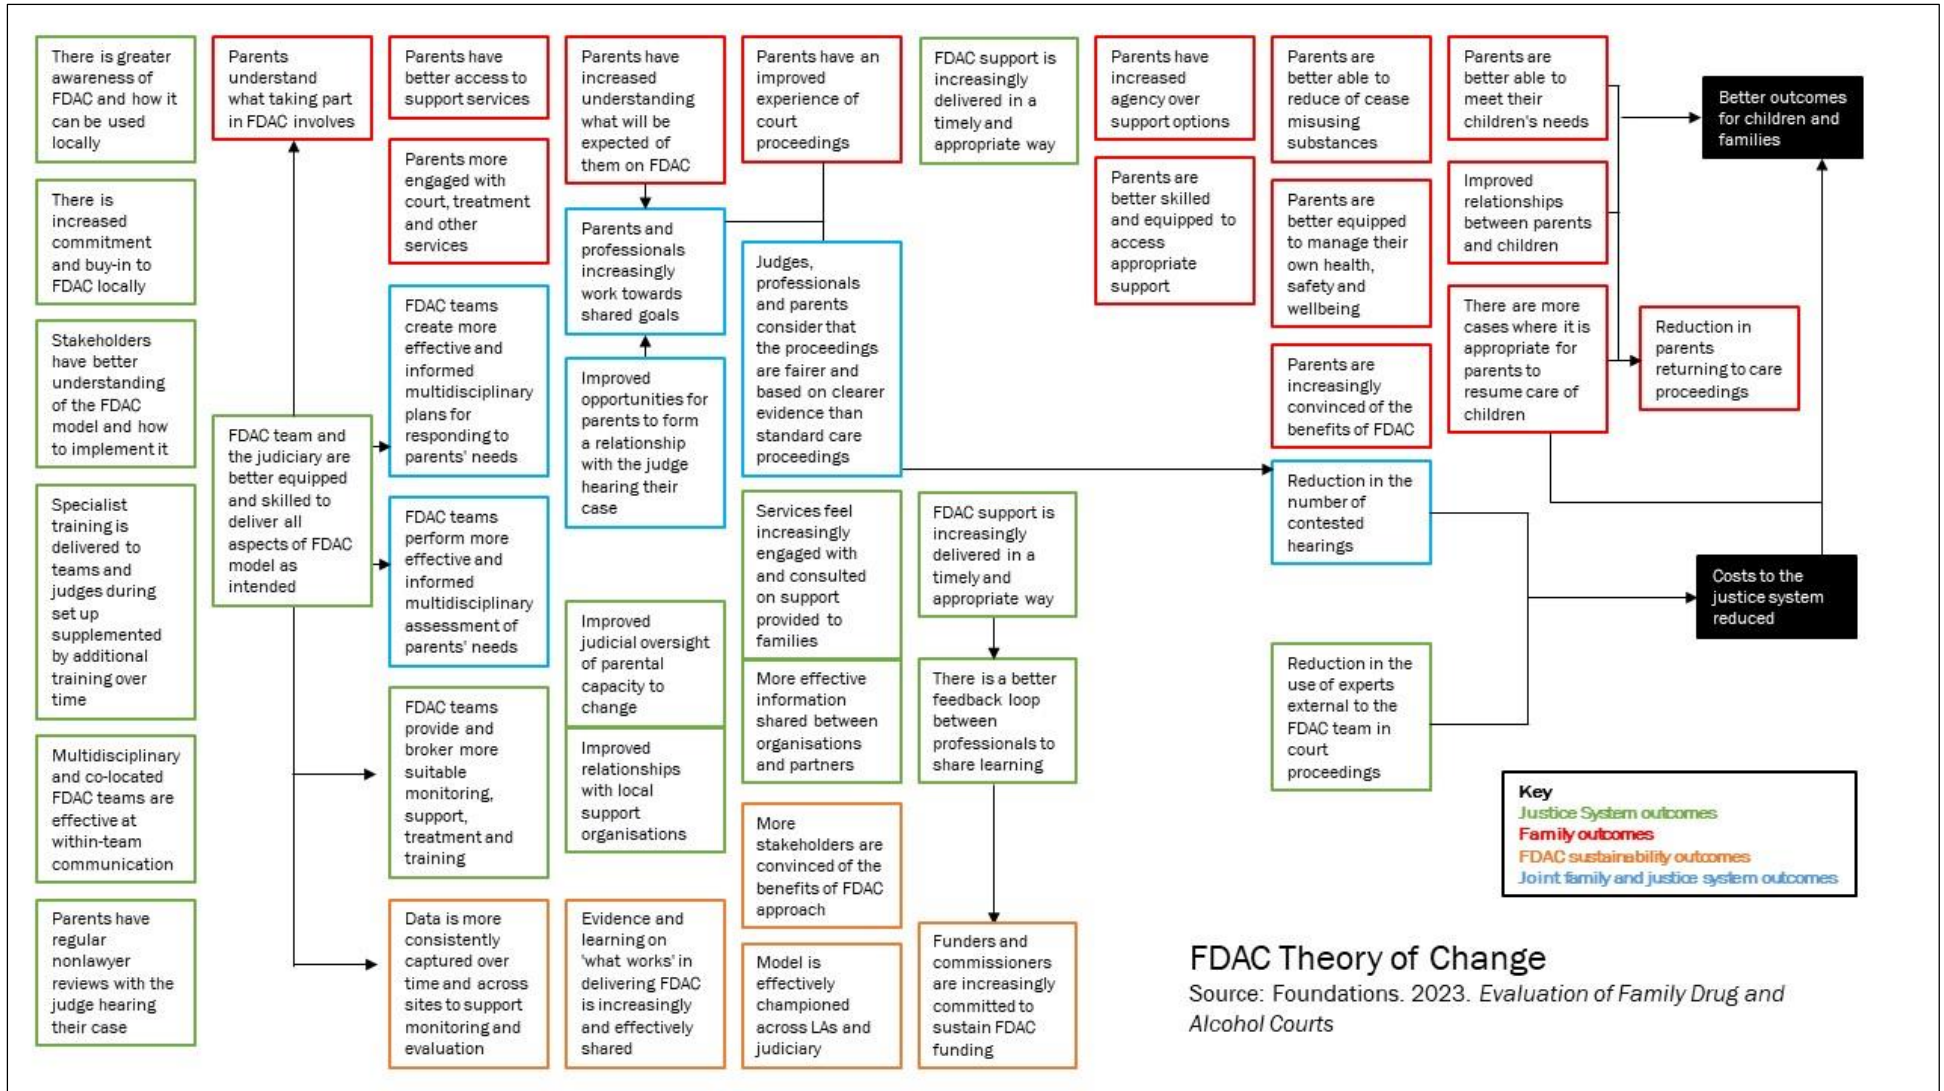 There is greater
awareness of
FDAC and how it
can be used
locally
There is
increased
commitment
and buy-in to
FDAC locally
Stakeholders
have better
understanding
of the FDAC
model and how
to implement it
Specialist
training is
delivered to
teams and
judges during
set up
supplemented
by additional
training over
time
Multidisciplinary
and co-located
FDAC teams are
effective at
within-team
communication
Parents have
regular
nonlawyer
reviews with the
judge hearing
their case
Parents
understand
what taking part
in FDAC involves
FDAC team and
the judiciary are
better equipped
and skilled to
deliver all
aspects of FDAC
model as
intended
Parents have
better access to
support services
Parents more
engaged with
court, treatment
and other
services
FDAC teams
create more
effective and
informed
multidisciplinary
plans for
responding to
parents' needs
FDAC teams
perform more
effective and
informed
multidisciplinary
assessment of
parents' needs
FDAC teams
provide and
broker more
suitable
monitoring,
support,
treatment and
training
Data is more
consistently
captured over
time and across
sites to support
monitoring and
evaluation
Parents have
increased
understanding
what will be
expected of
them on FDAC
Parents and
professionals
increasingly
work towards
shared goals
Improved
opportunities for
parents to form
a relationship
with the judge
hearing their
case
Improved
judicial oversight
of parental
capacity to
change
Improved
relationships
with local
support
organisations
Evidence and
learning on
'what works' in
delivering FDAC
is increasingly
and effectively
shared
Parents have an
improved
experience of
court
proceedings
Judges,
professionals
and parents
consider that
the proceedings
are fairer and
based on clearer
evidence than
standard care
proceedings
Services feel
increasingly
engaged with
and consulted
on support
provided to
families
More effective
information
shared between
organisations
and partners
More
stakeholders are
convinced of the
benefits of FDAC
approach
Model is
effectively
championed
across LAs and
judiciary
FDAC support is
increasingly
delivered in a
timely and
appropriate way
FDAC support is
increasingly
delivered in a
timely and
appropriate way
There is a better
feedback loop
between
professionals to
share learning
Funders and
commissioners
are increasingly
committed to
sustain FDAC
funding
Parents have
increased
agency over
support options
Parents are
better skilled
and equipped to
access
appropriate
support
Parents are
better able to
reduce of cease
misusing
substances
Parents are
better equipped
to manage their
own health,
safety and
wellbeing
Parents are
increasingly
convinced of the
benefits of FDAC
Reduction in the
number of
contested
hearings
Reduction in the
use of experts
external to the
FDAC team in
court
proceedings
Parents are
better able to
meet their
children's needs
Improved
relationships
between parents
and children
There are more
cases where it is
appropriate for
parents to
resume care of
children
Reduction in
parents
returning to care
proceedings
Better outcomes
for children and
families
Costs to the
justice system
reduced
Key
Justice System outcomes
Family outcomes
FDAC sustainability outcomes
Joint family and justice system outcomes
FDAC Theory of Change
Source: Foundations. 2023. Evaluation of Family Drug and
Alcohol Courts